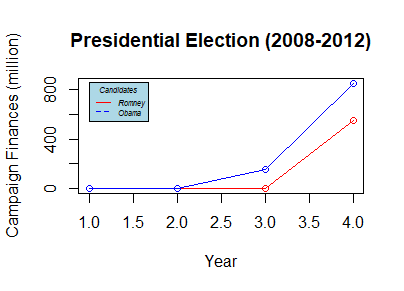 Presidential Election (2008-2012)
Campaign Finances (million)
800
400
0
Candidates
Romney
Obama
1.0 1.5 2.0 2.5 3.0 3.5 4.0
Year